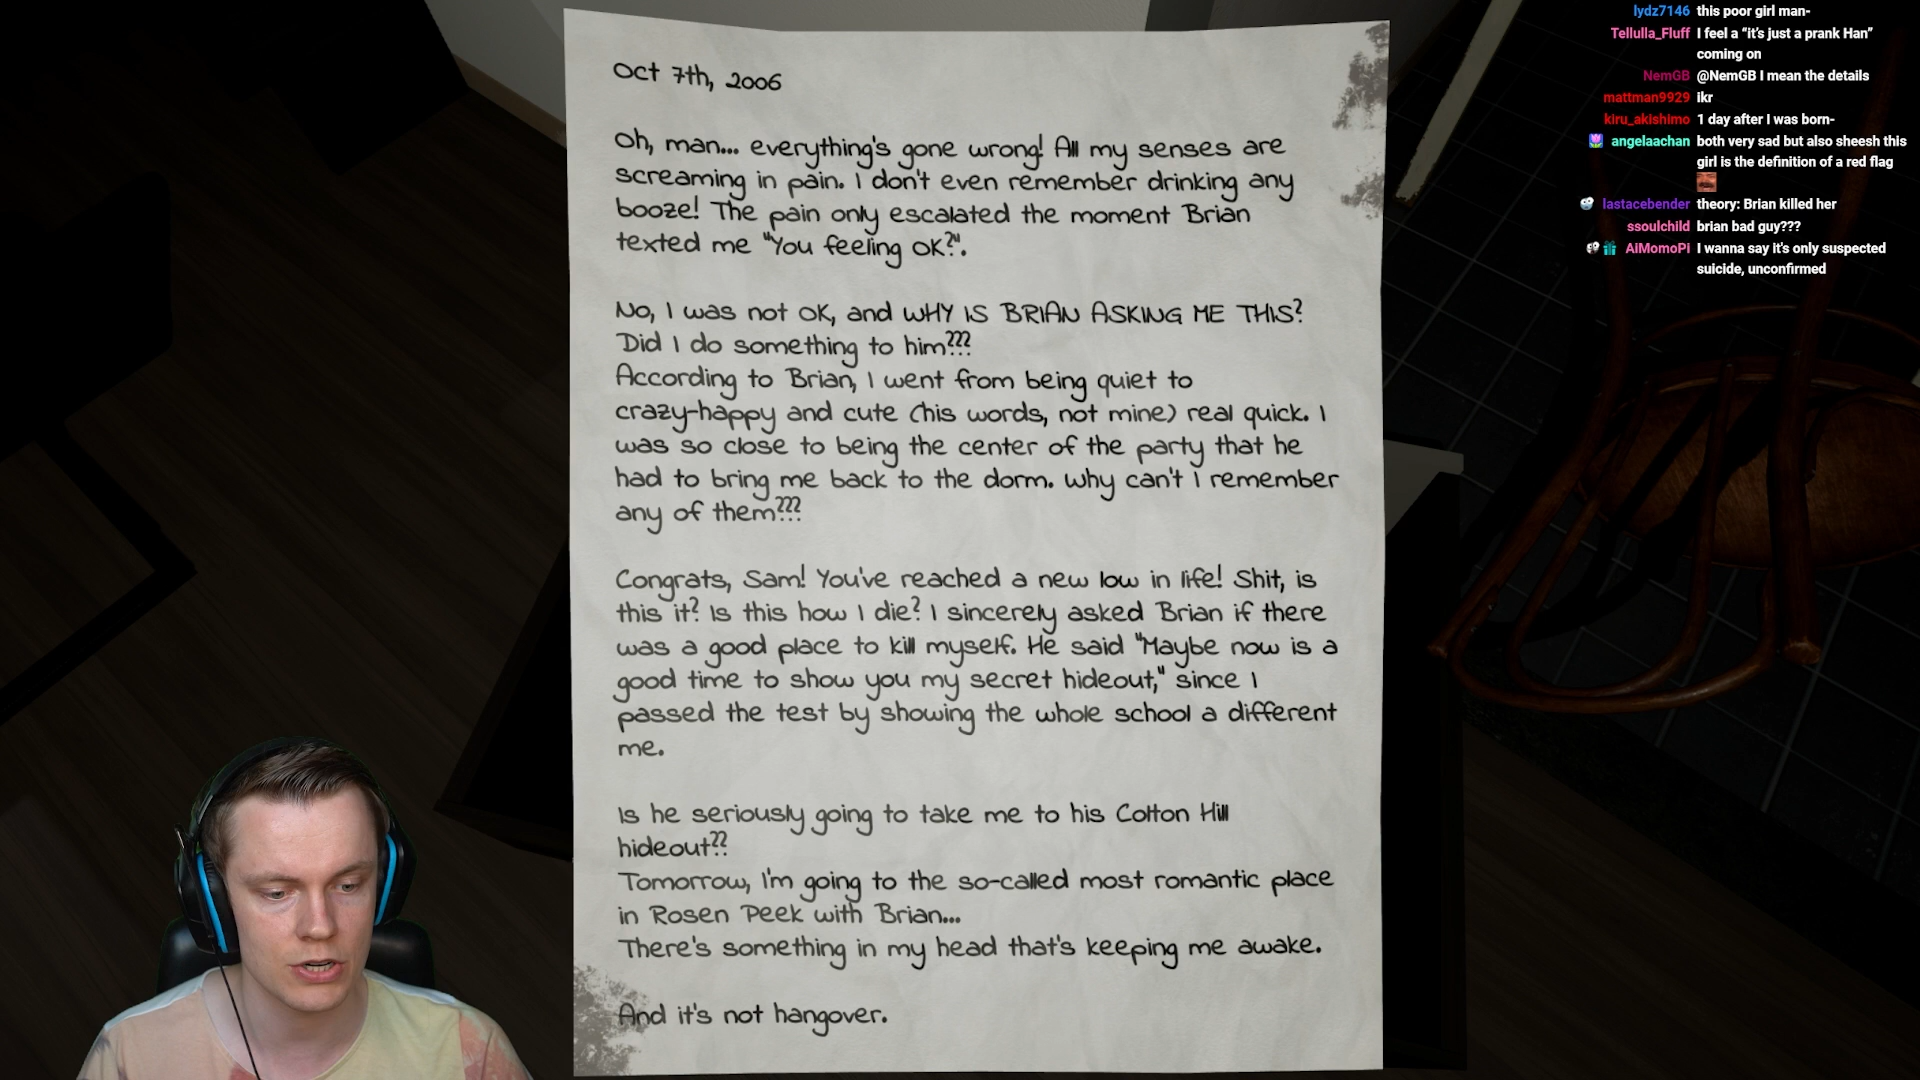 Oct 7th, 2006
Oh, man... everything's gone wrong! All my senses are
screaming in pain. I don't even remember drinking any
booze! The pain only escalated the moment Brian
texted me "You feeling OK?".
No, I was not OK, and WHY IS BRIAN ASKING ME THIS?
Did I do something to him???
According to Brian, I went from being quiet to
crazy-happy and cute (his words, not mine) real quick. I
was so close to being the center of the party that he
had to bring me back to the dorm. Why can't I remember
any of them???
Congrats, Sam! You've reached a new low in life! Shit, is
this it? Is this how I die? I sincerely asked Brian if there
was a good place to kill myself. He said "Maybe now is a
good time to show you my secret hideout," since I
passed the test by showing the whole school a different
me.
Is he seriously going to take me to his Colton Hill
hideout??
Tomorrow, I'm going to the so-called most romantic place
in Rosen Peek with Brian...
There's something in my head that's keeping me awake.
And it's not hangover.
lydz7146 this poor girl man-
Tellulla_Fluff I feel a “it's just a prank Han”
coming on
NemGB @NemGB I mean the details
mattman9929 ikr
kiru_akishimo 1 day after I was born-
angelaachan both very sad but also sheesh this
girl is the definition of a red flag
lastacebender theory: Brian killed her
ssoulchild brian bad guy???
AiMomoPi I wanna say it's only suspected
suicide, unconfirmed